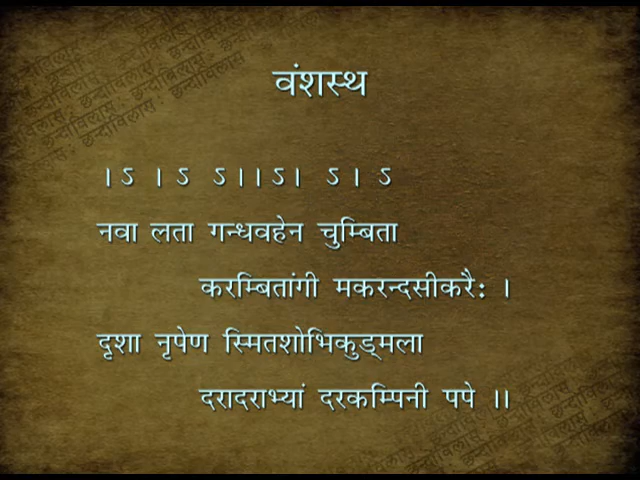 वंशस्थ
।ऽ ।ऽ ऽ।।ऽ। ऽ। ऽ
नवा लता गन्धवहेन चुम्बिता
करम्बितांगी मकरन्दसीकरैः ।
दृशा नृपेण स्मितशोभिकुड्मला
दरादराभ्यां दरकम्पिनी पपे ।।